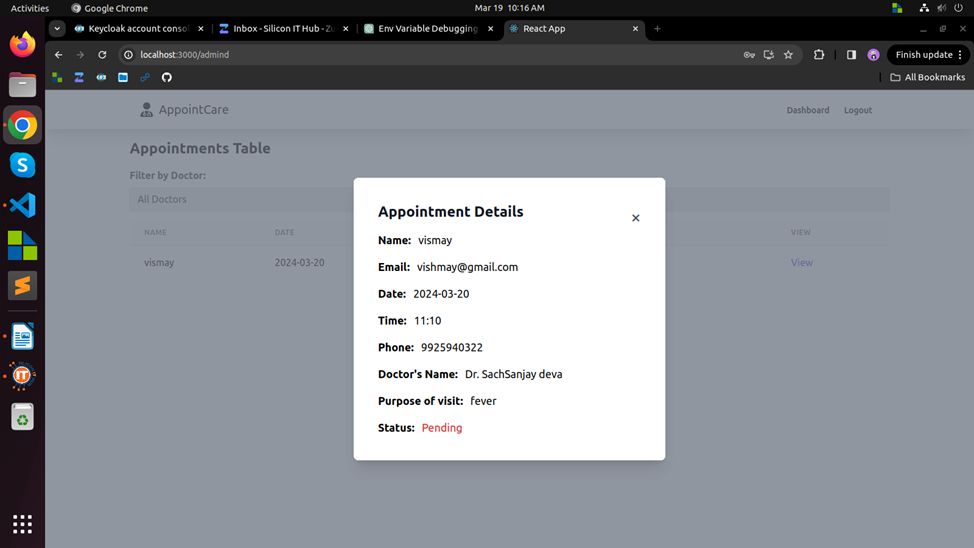 Activities
Google Chrome
Mar 19 10:16 AM
Keycloak account consol
Inbox - Silicon IT Hub - Zu
Env Variable Debugging
React App
localhost:3000/admind
Finish update
All Bookmarks
AppointCare
Dashboard
Logout
Appointments Table
Filter by Doctor:
All Doctors
NAME
DATE
VIEW
vismay
2024-03-20
View
Appointment Details
Name: vismay
Email: vishmay@gmail.com
Date: 2024-03-20
Time: 11:10
Phone: 9925940322
Doctor's Name: Dr. SachSanjay deva
Purpose of visit: fever
Status: Pending